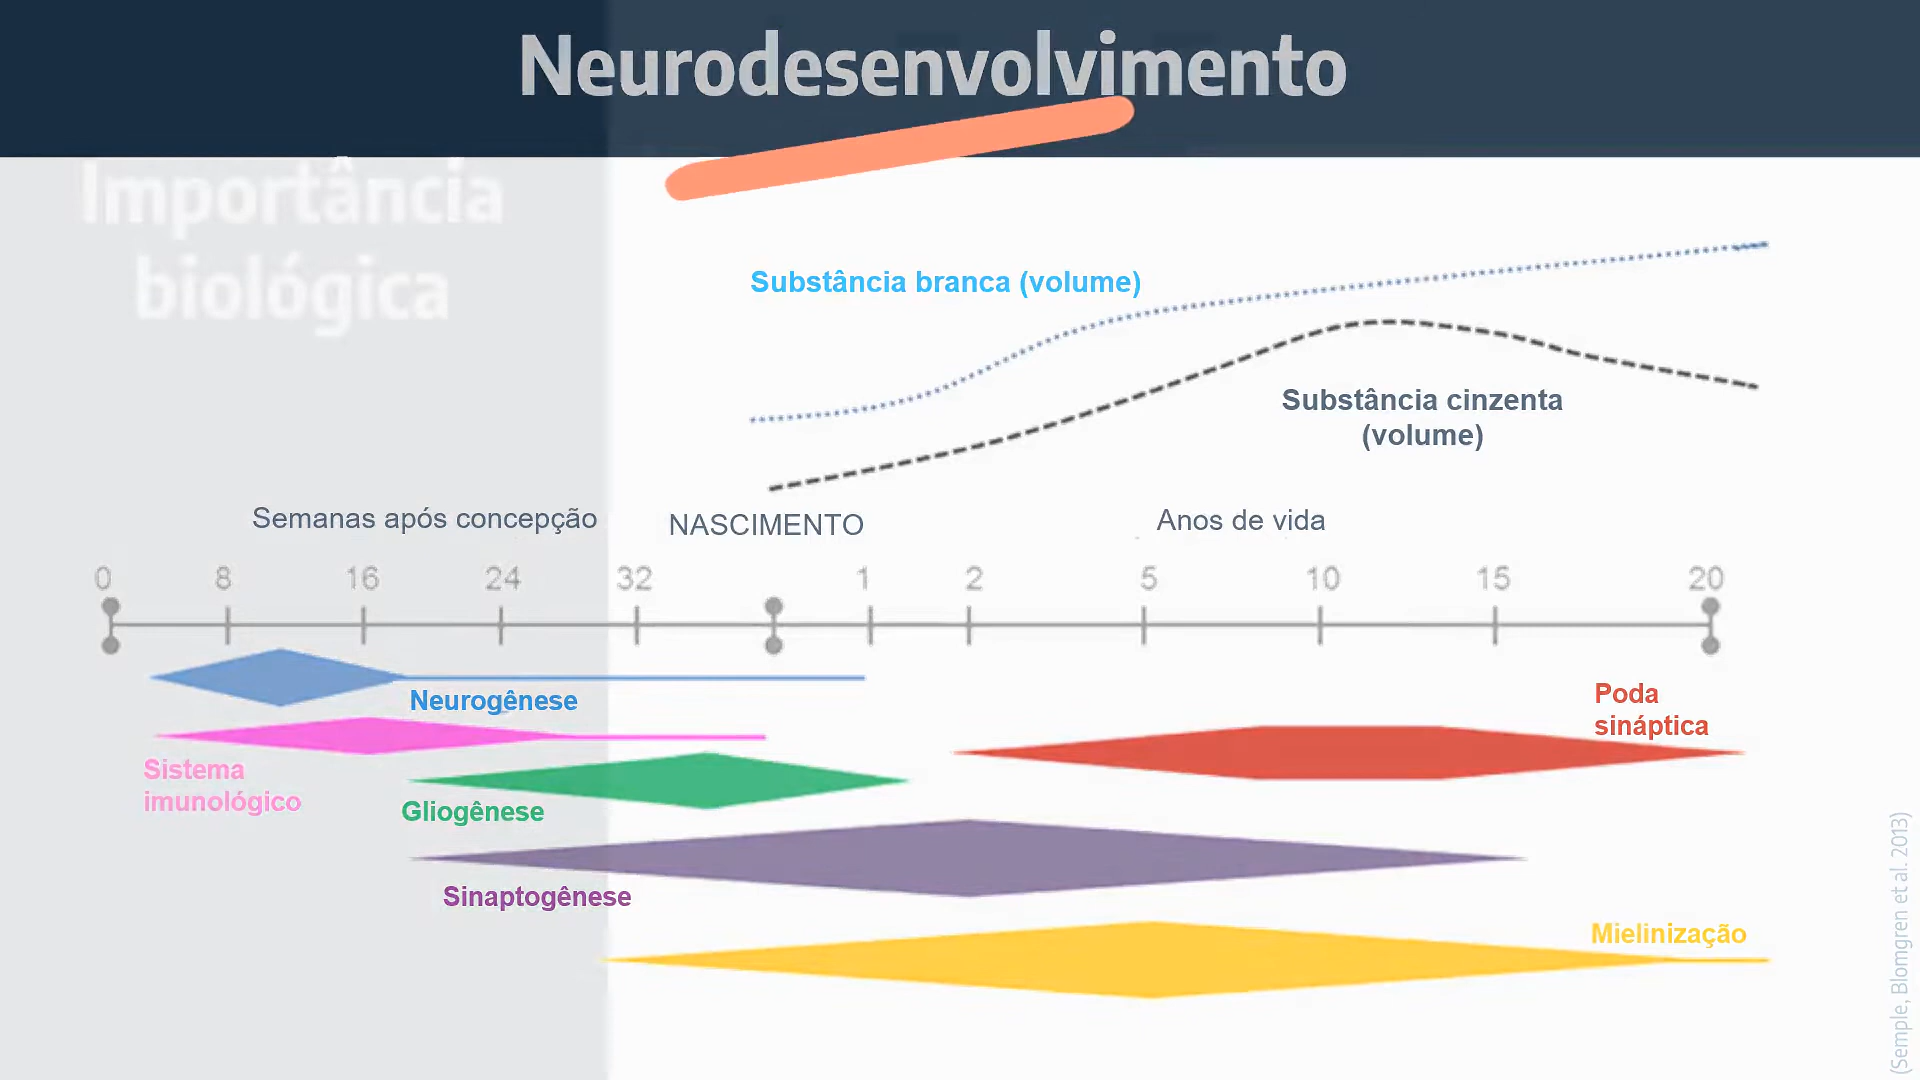 Neurodesenvolvimento
Importância
biológica
Substância branca (volume)
Substância cinzenta
(volume)
Semanas após concepção
NASCIMENTO
Anos de vida
0 8 16 24 32 1 2 5 10 15 20
Neurogênese
Poda
sináptica
Sistema
imunológico
Gliogênese
Sinaptogênese
Mielinização
(Semple, Blomgren et al. 2013)